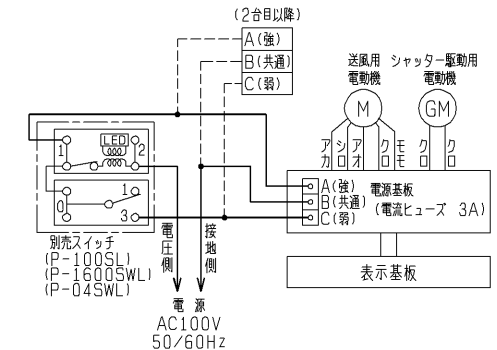 (2台目以降)
A(強)
B(共通)
C(弱)
送風用
電動機
シャッター駆動用
電動機
M
GM
アカ
シロ
アオ
クロ
モモ
クロ
クロ
LED
1
2
0
1
3
A(強)
B(共通)
C(弱)
電源基板
(電流ヒューズ 3A)
別売スイッチ
(P-100SL)
(P-1600SWL)
(P-04SWL)
電圧側
接地側
表示基板
電源
AC100V
50/60Hz